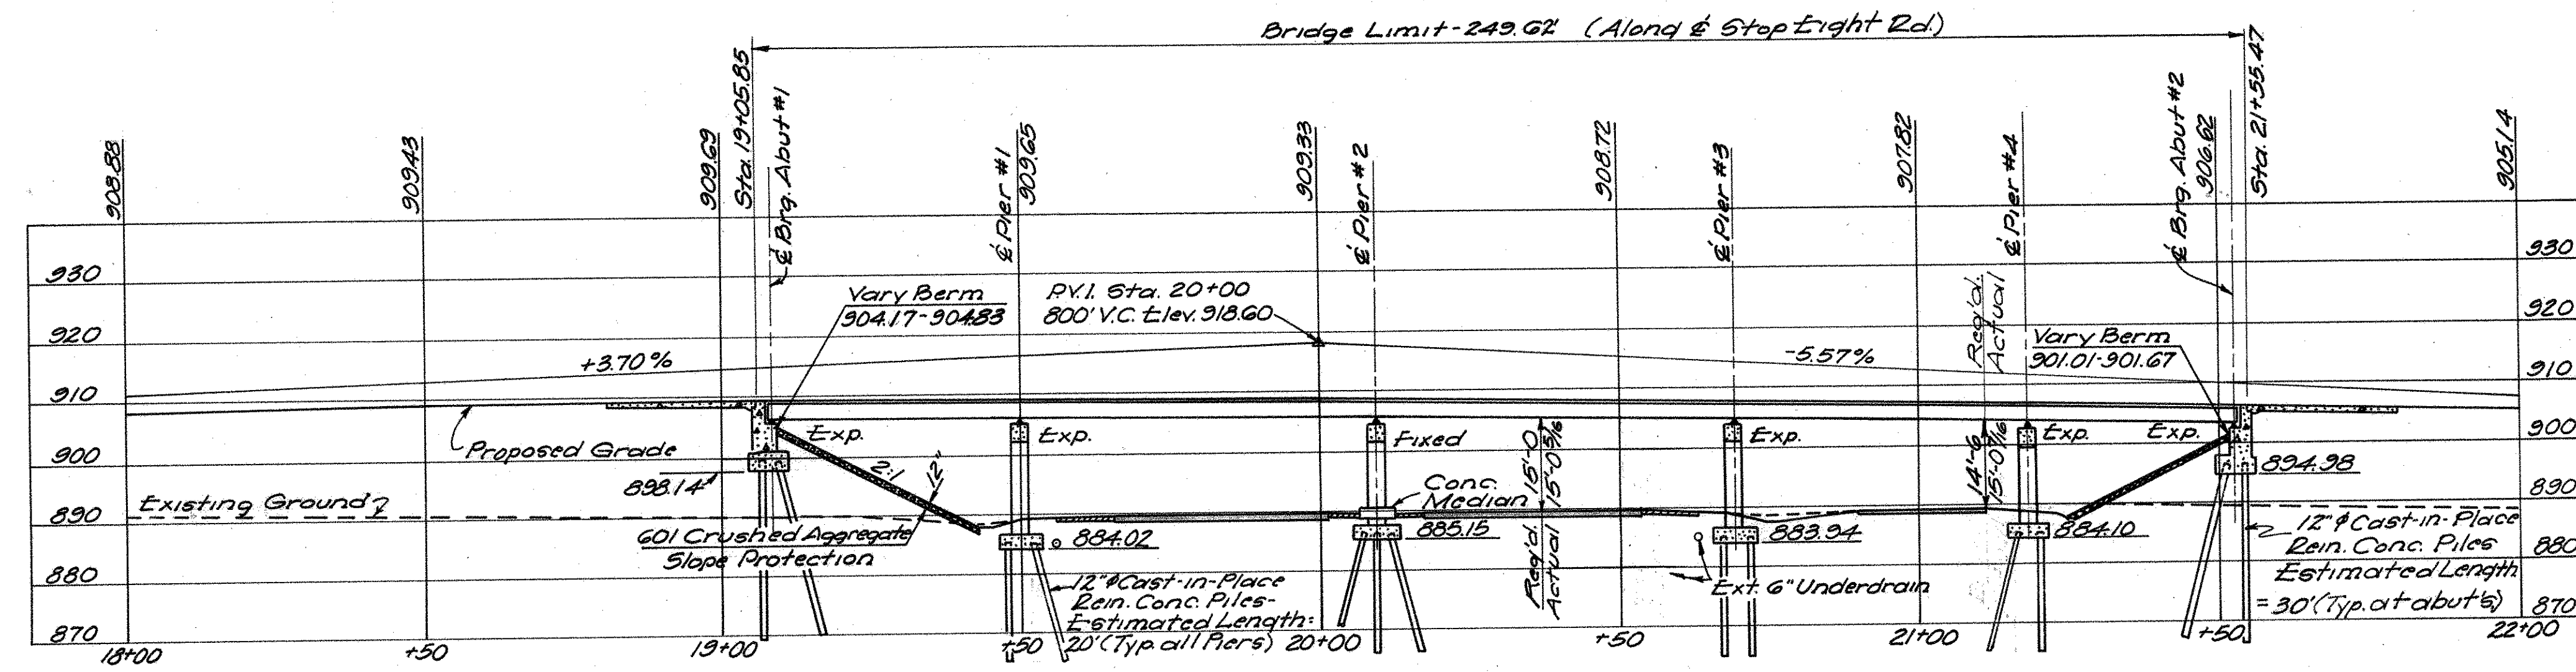 Bridge Limit-249.62' (Along ℄ Stop Eight Rd.)
908.88
909.43
909.69
Sta. 19+05.85
℄ Brg. Abut #1
℄ Pier #1
909.65
909.33
℄ Pier #2
908.72
℄ Pier #3
907.82
℄ Pier #4
℄ Brg. Abut #2
906.62
Sta. 21+55.47
905.14
930
920
910
900
890
880
870
930
920
910
900
890
880
870
Vary Berm
904.17-904.83
P.V.I. Sta. 20+00
800' V.C. Elev. 918.60
+3.70%
-5.57%
Req'd.
Actual
14'-6
15'-0 7/16
Vary Berm
901.01-901.67
Proposed Grade
Exp.
Exp.
Fixed
Exp.
Exp.
Exp.
2:1
12"
898.14
Existing Ground
601 Crushed Aggregate
Slope Protection
884.02
Conc.
Median
885.15
Req'd. 15'-0
Actual 15'-0 5/16
883.94
884.10
894.98
Ext. 6" Underdrain
12"φ Cast-in-Place
Rein. Conc. Piles-
Estimated Length:
20' (Typ. all Piers)
12"φ Cast-in-Place
Rein. Conc. Piles
Estimated Length
= 30' (Typ. at abut's)
18+00
+50
19+00
+50
20+00
+50
21+00
+50
22+00